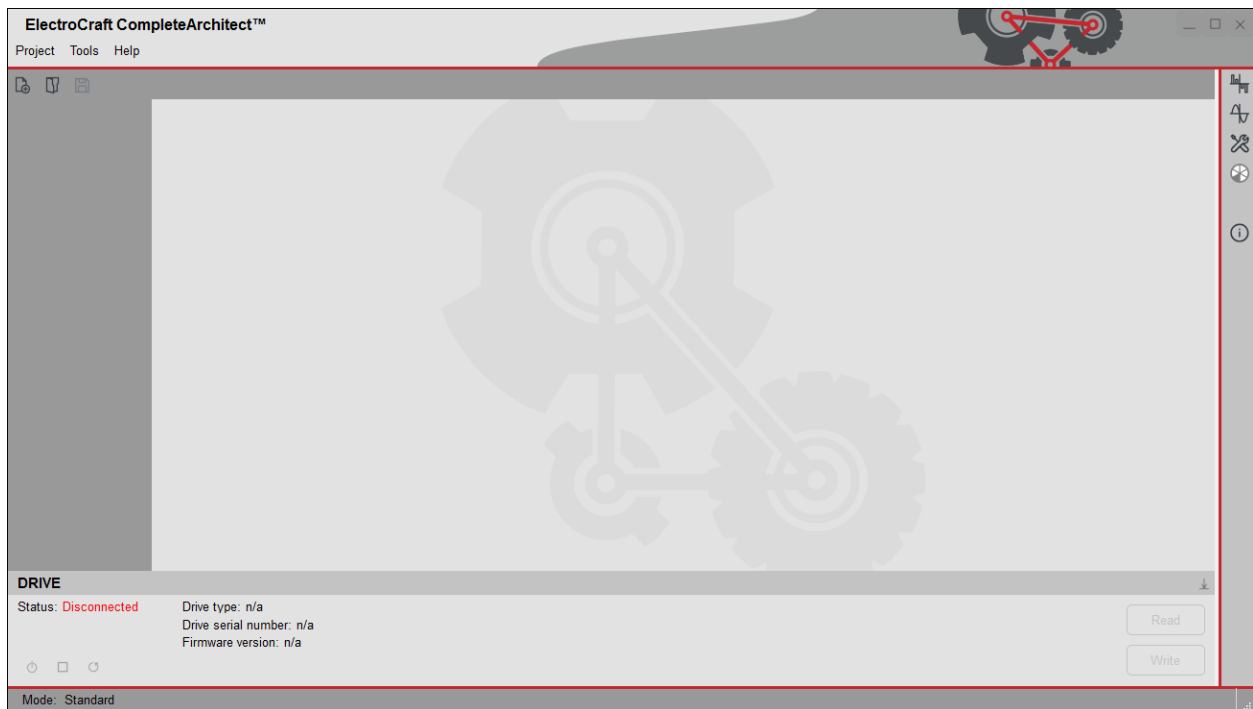 ElectroCraft CompleteArchitect™
Project Tools Help
DRIVE
Status: Disconnected
Drive type: n/a
Drive serial number: n/a
Firmware version: n/a
Read
Write
Mode: Standard